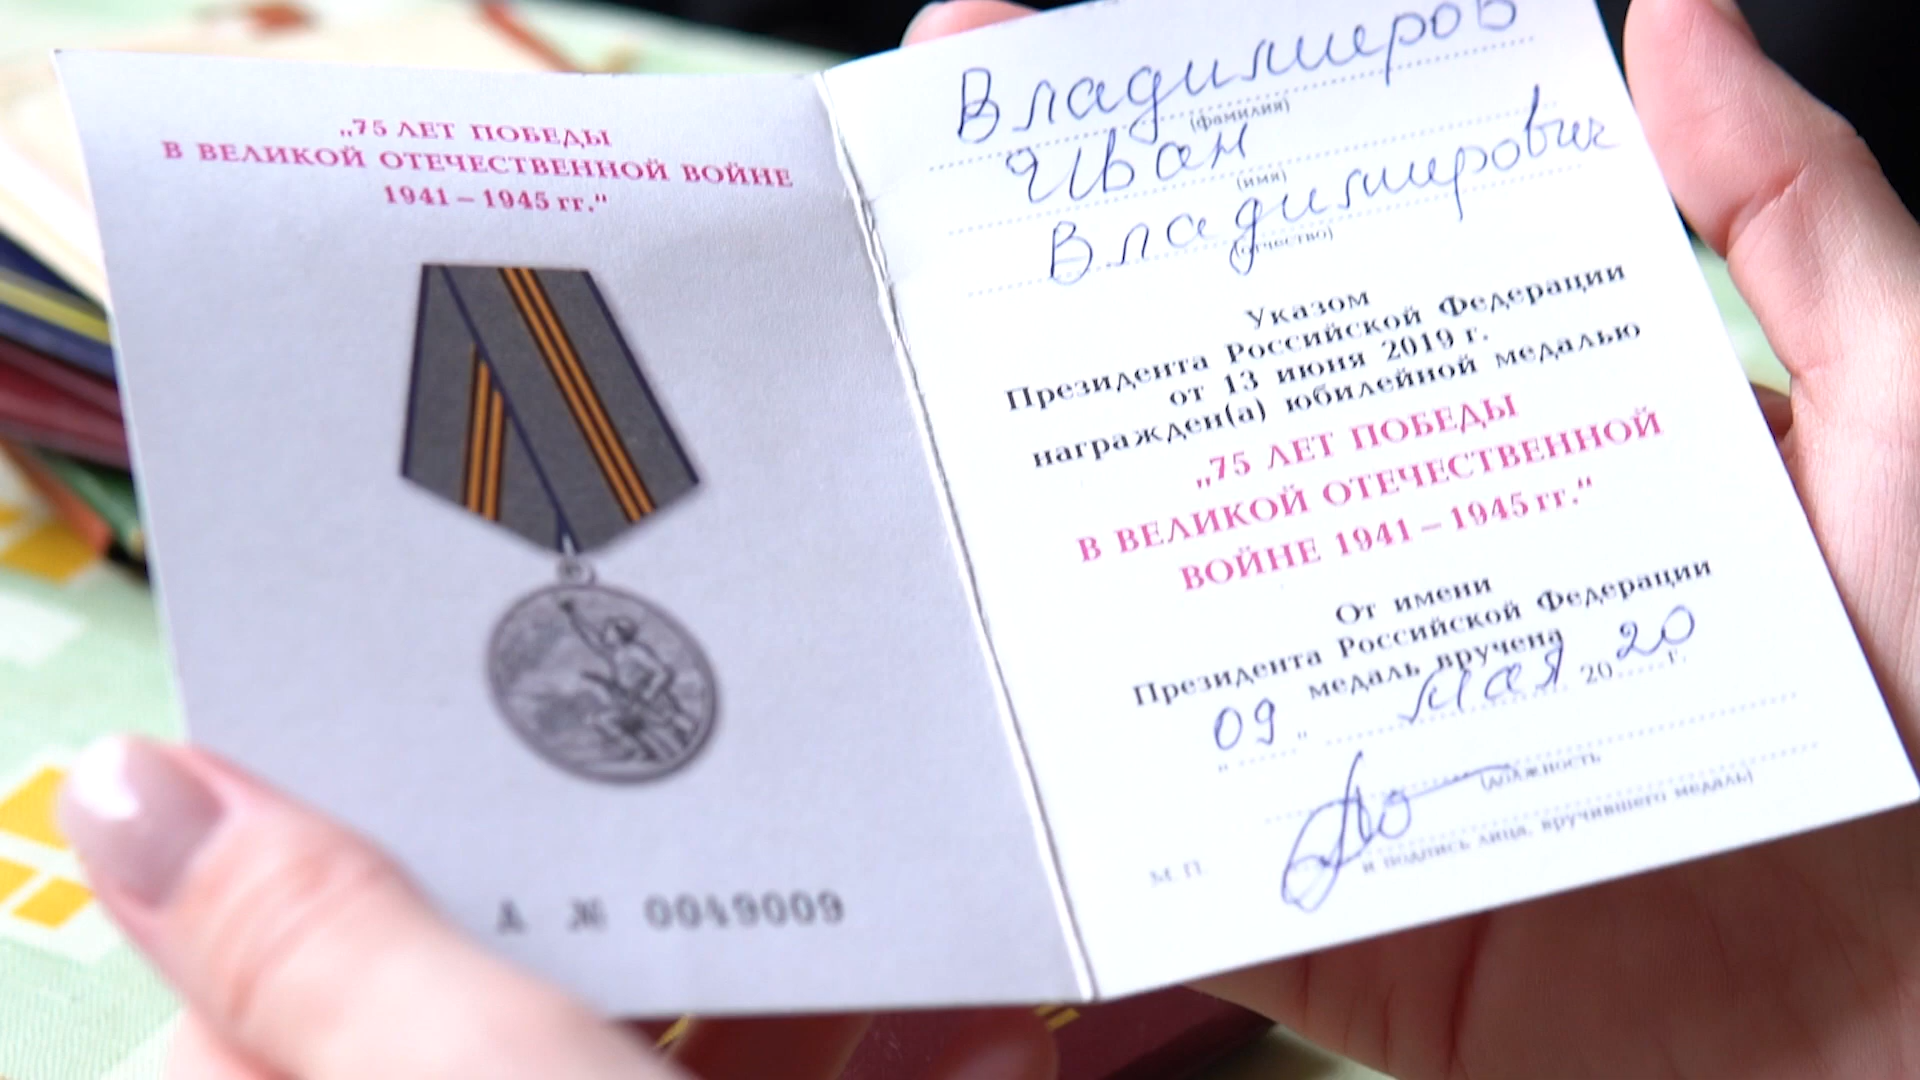 „75 ЛЕТ ПОБЕДЫ
В ВЕЛИКОЙ ОТЕЧЕСТВЕННОЙ ВОЙНЕ
1941 – 1945 гг."
А № 0049009
Владимиров
(фамилия)
Иван
(имя)
Владимирович
(отчество)
Указом
Президента Российской Федерации
от 13 июня 2019 г.
награжден(а) юбилейной медалью
„75 ЛЕТ ПОБЕДЫ
В ВЕЛИКОЙ ОТЕЧЕСТВЕННОЙ
ВОЙНЕ 1941 – 1945 гг."
От имени
Президента Российской Федерации
медаль вручена
„ 09 „ мая 20 20 г.
(должность
М. П. и подпись лица, вручившего медаль)